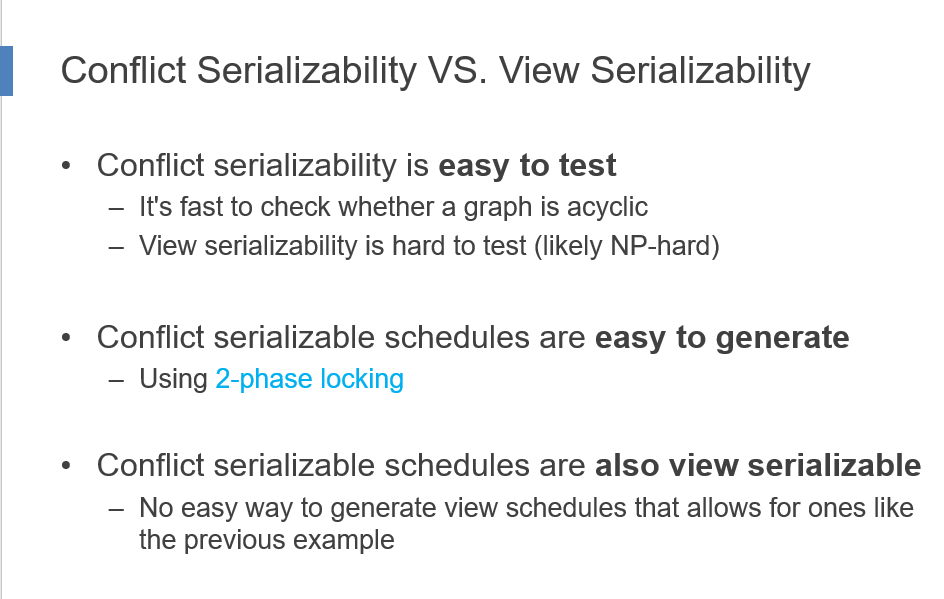 Conflict Serializability VS. View Serializability
• Conflict serializability is easy to test
– It's fast to check whether a graph is acyclic
– View serializability is hard to test (likely NP-hard)
• Conflict serializable schedules are easy to generate
– Using 2-phase locking
• Conflict serializable schedules are also view serializable
– No easy way to generate view schedules that allows for ones like
the previous example